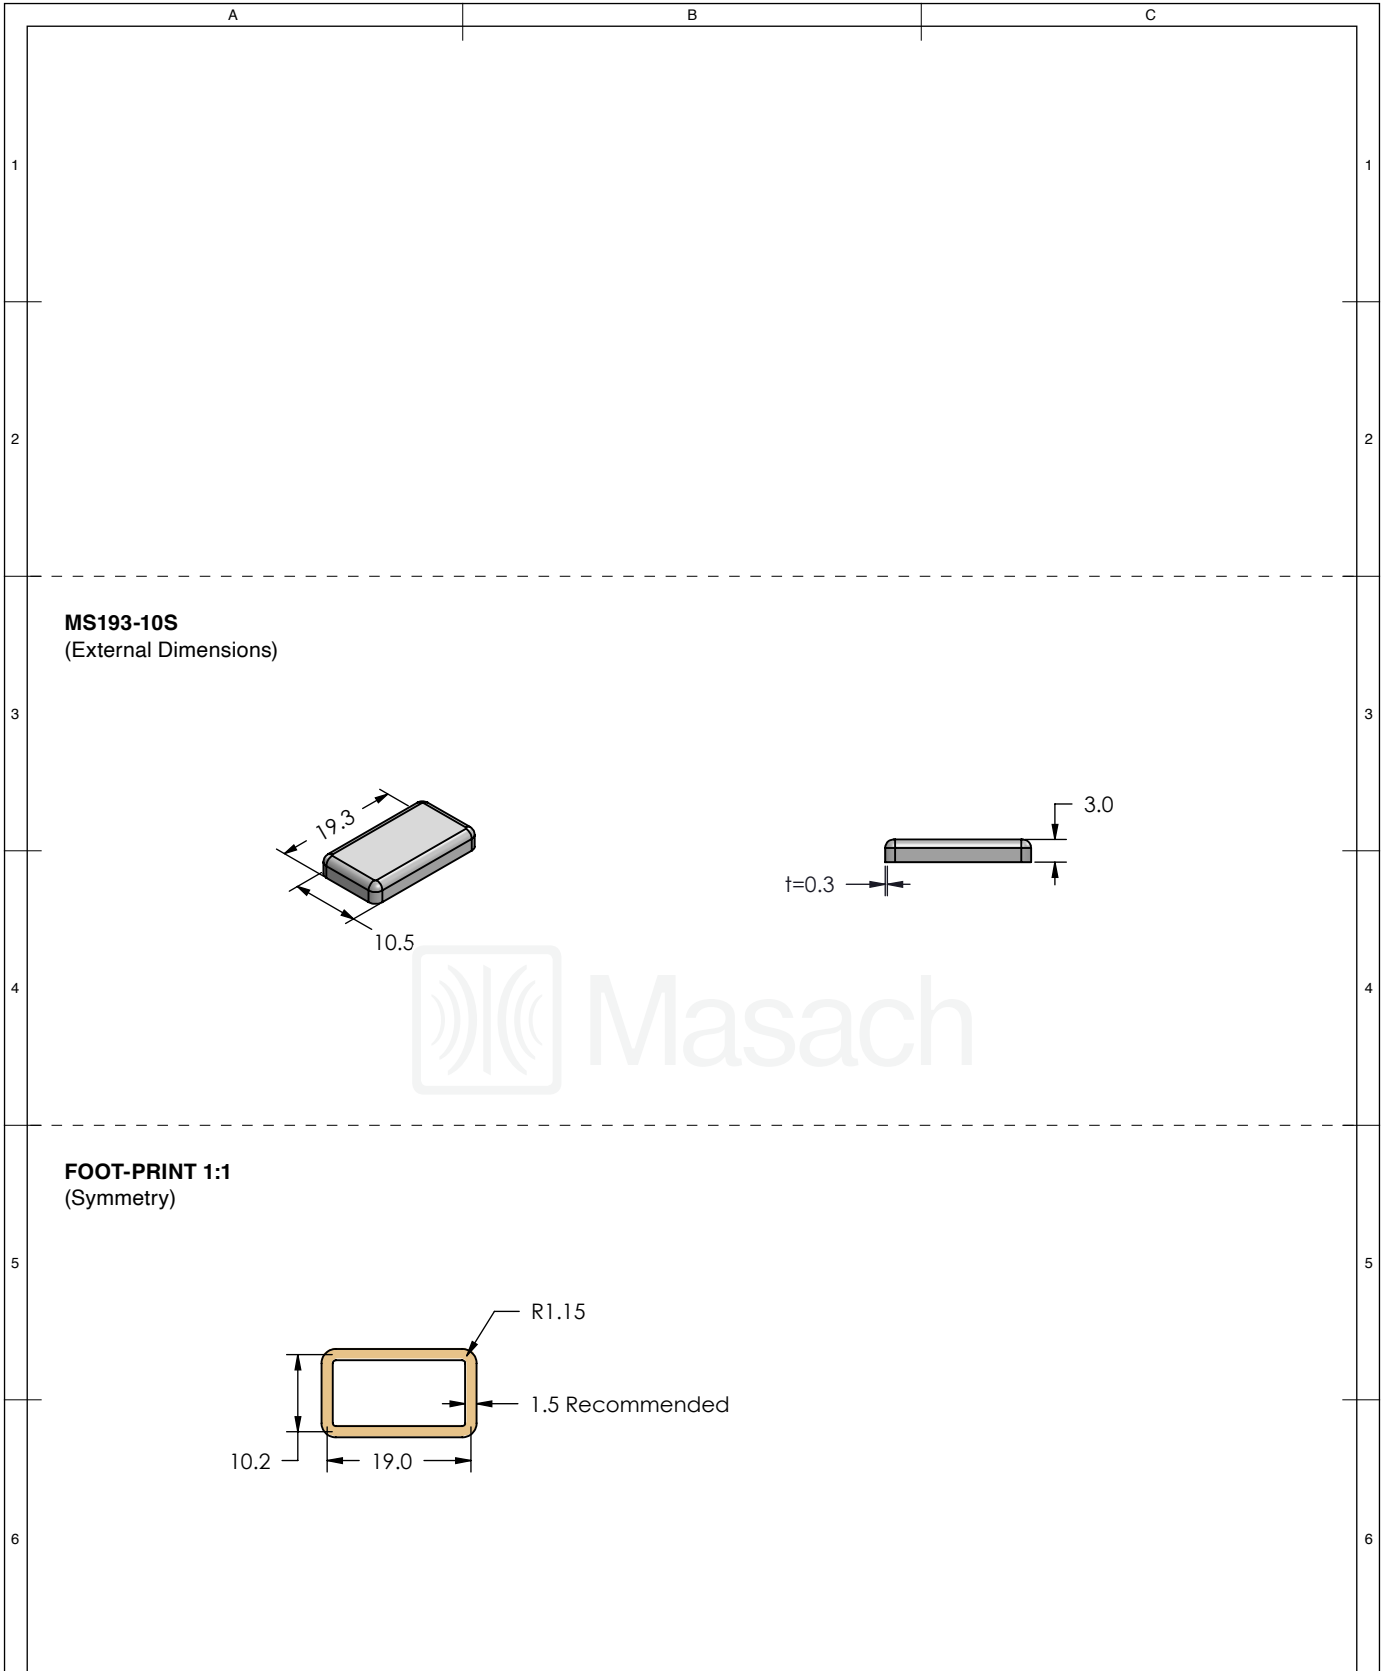 A B C
1 1
2 2
MS193-10S
(External Dimensions)
3 3
19.3
3.0
t=0.3
10.5
Masach
4 4
FOOT-PRINT 1:1
(Symmetry)
5 5
R1.15
1.5 Recommended
10.2 19.0
6 6